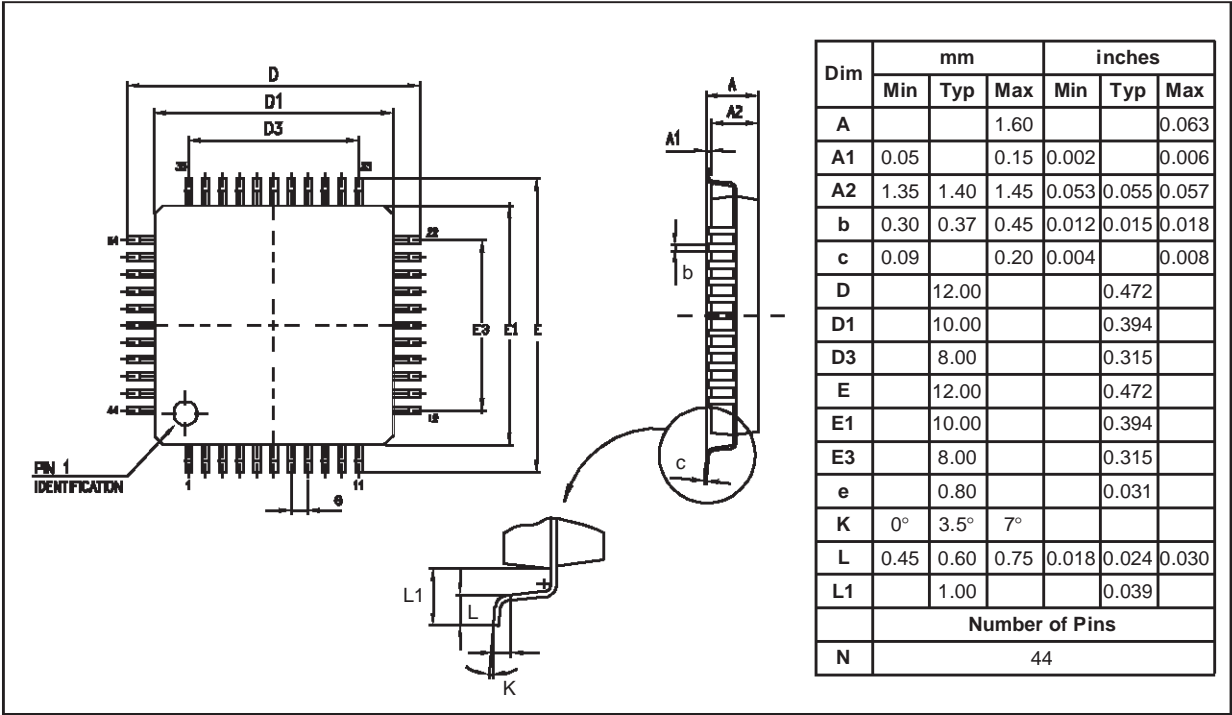 D
D1
D3
33
23
34
22
E3
E1
E
44
12
PIN 1
IDENTIFICATION
1
11
e
A
A2
A1
b
c
L1
L
K
Dim mm inches
Min Typ Max Min Typ Max
A 1.60 0.063
A1 0.05 0.15 0.002 0.006
A2 1.35 1.40 1.45 0.053 0.055 0.057
b 0.30 0.37 0.45 0.012 0.015 0.018
c 0.09 0.20 0.004 0.008
D 12.00 0.472
D1 10.00 0.394
D3 8.00 0.315
E 12.00 0.472
E1 10.00 0.394
E3 8.00 0.315
e 0.80 0.031
K 0° 3.5° 7°
L 0.45 0.60 0.75 0.018 0.024 0.030
L1 1.00 0.039
Number of Pins
N 44